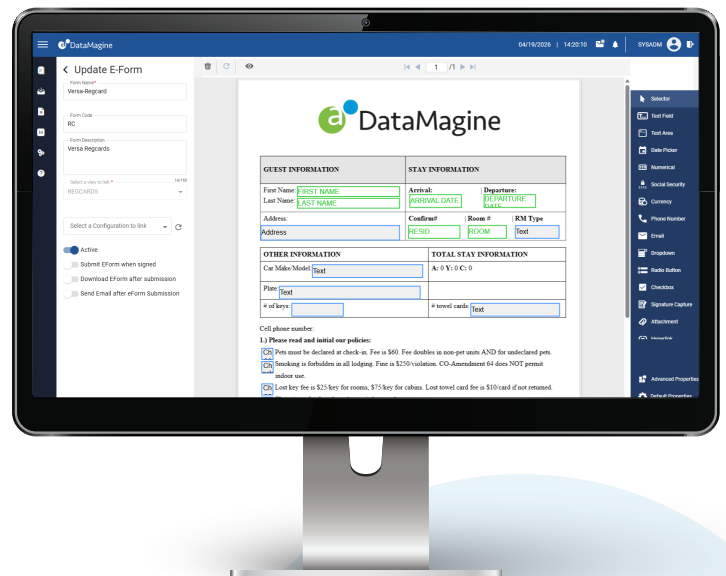 DataMagine
04/19/2026 | 14:20:10
SYSADM
Update E-Form
Form Name*
Versa-Regcard
Form Code
RC
Form Description
Versa Regcards
14/150
Select a view to link *
REGCARDS
Select a Configuration to link
Active
Submit EForm when signed
Download EForm after submission
Send Email after eForm Submission
1 /1
DataMagine
GUEST INFORMATION STAY INFORMATION
First Name: FIRST NAME Arrival: | Departure:
Last Name: LAST NAME ARRIVAL DATE DEPARTURE DATE
Address: Confirm# | Room # | RM Type
Address RESID ROOM Text
OTHER INFORMATION TOTAL STAY INFORMATION
Car Make/Model: Text A: 0 Y: 0 C: 0
Plate: Text
# of keys: # towel cards: Text
Cell phone number:
1.) Please read and initial our policies:
Ch Pets must be declared at check-in. Fee is $60. Fee doubles in non-pet units AND for undeclared pets.
Ch Smoking is forbidden in all lodging. Fine is $250/violation. CO-Amendment 64 does NOT permit
indoor use.
Ch Lost key fee is $25/key for rooms, $75/key for cabins. Lost towel card fee is $10/card if not returned.
Selector
Text Field
Text Area
Date Picker
Numerical
Social Security
Currency
Phone Number
Email
Dropdown
Radio Button
Checkbox
Signature Capture
Attachment
Hyperlink
Advanced Properties
Default Properties